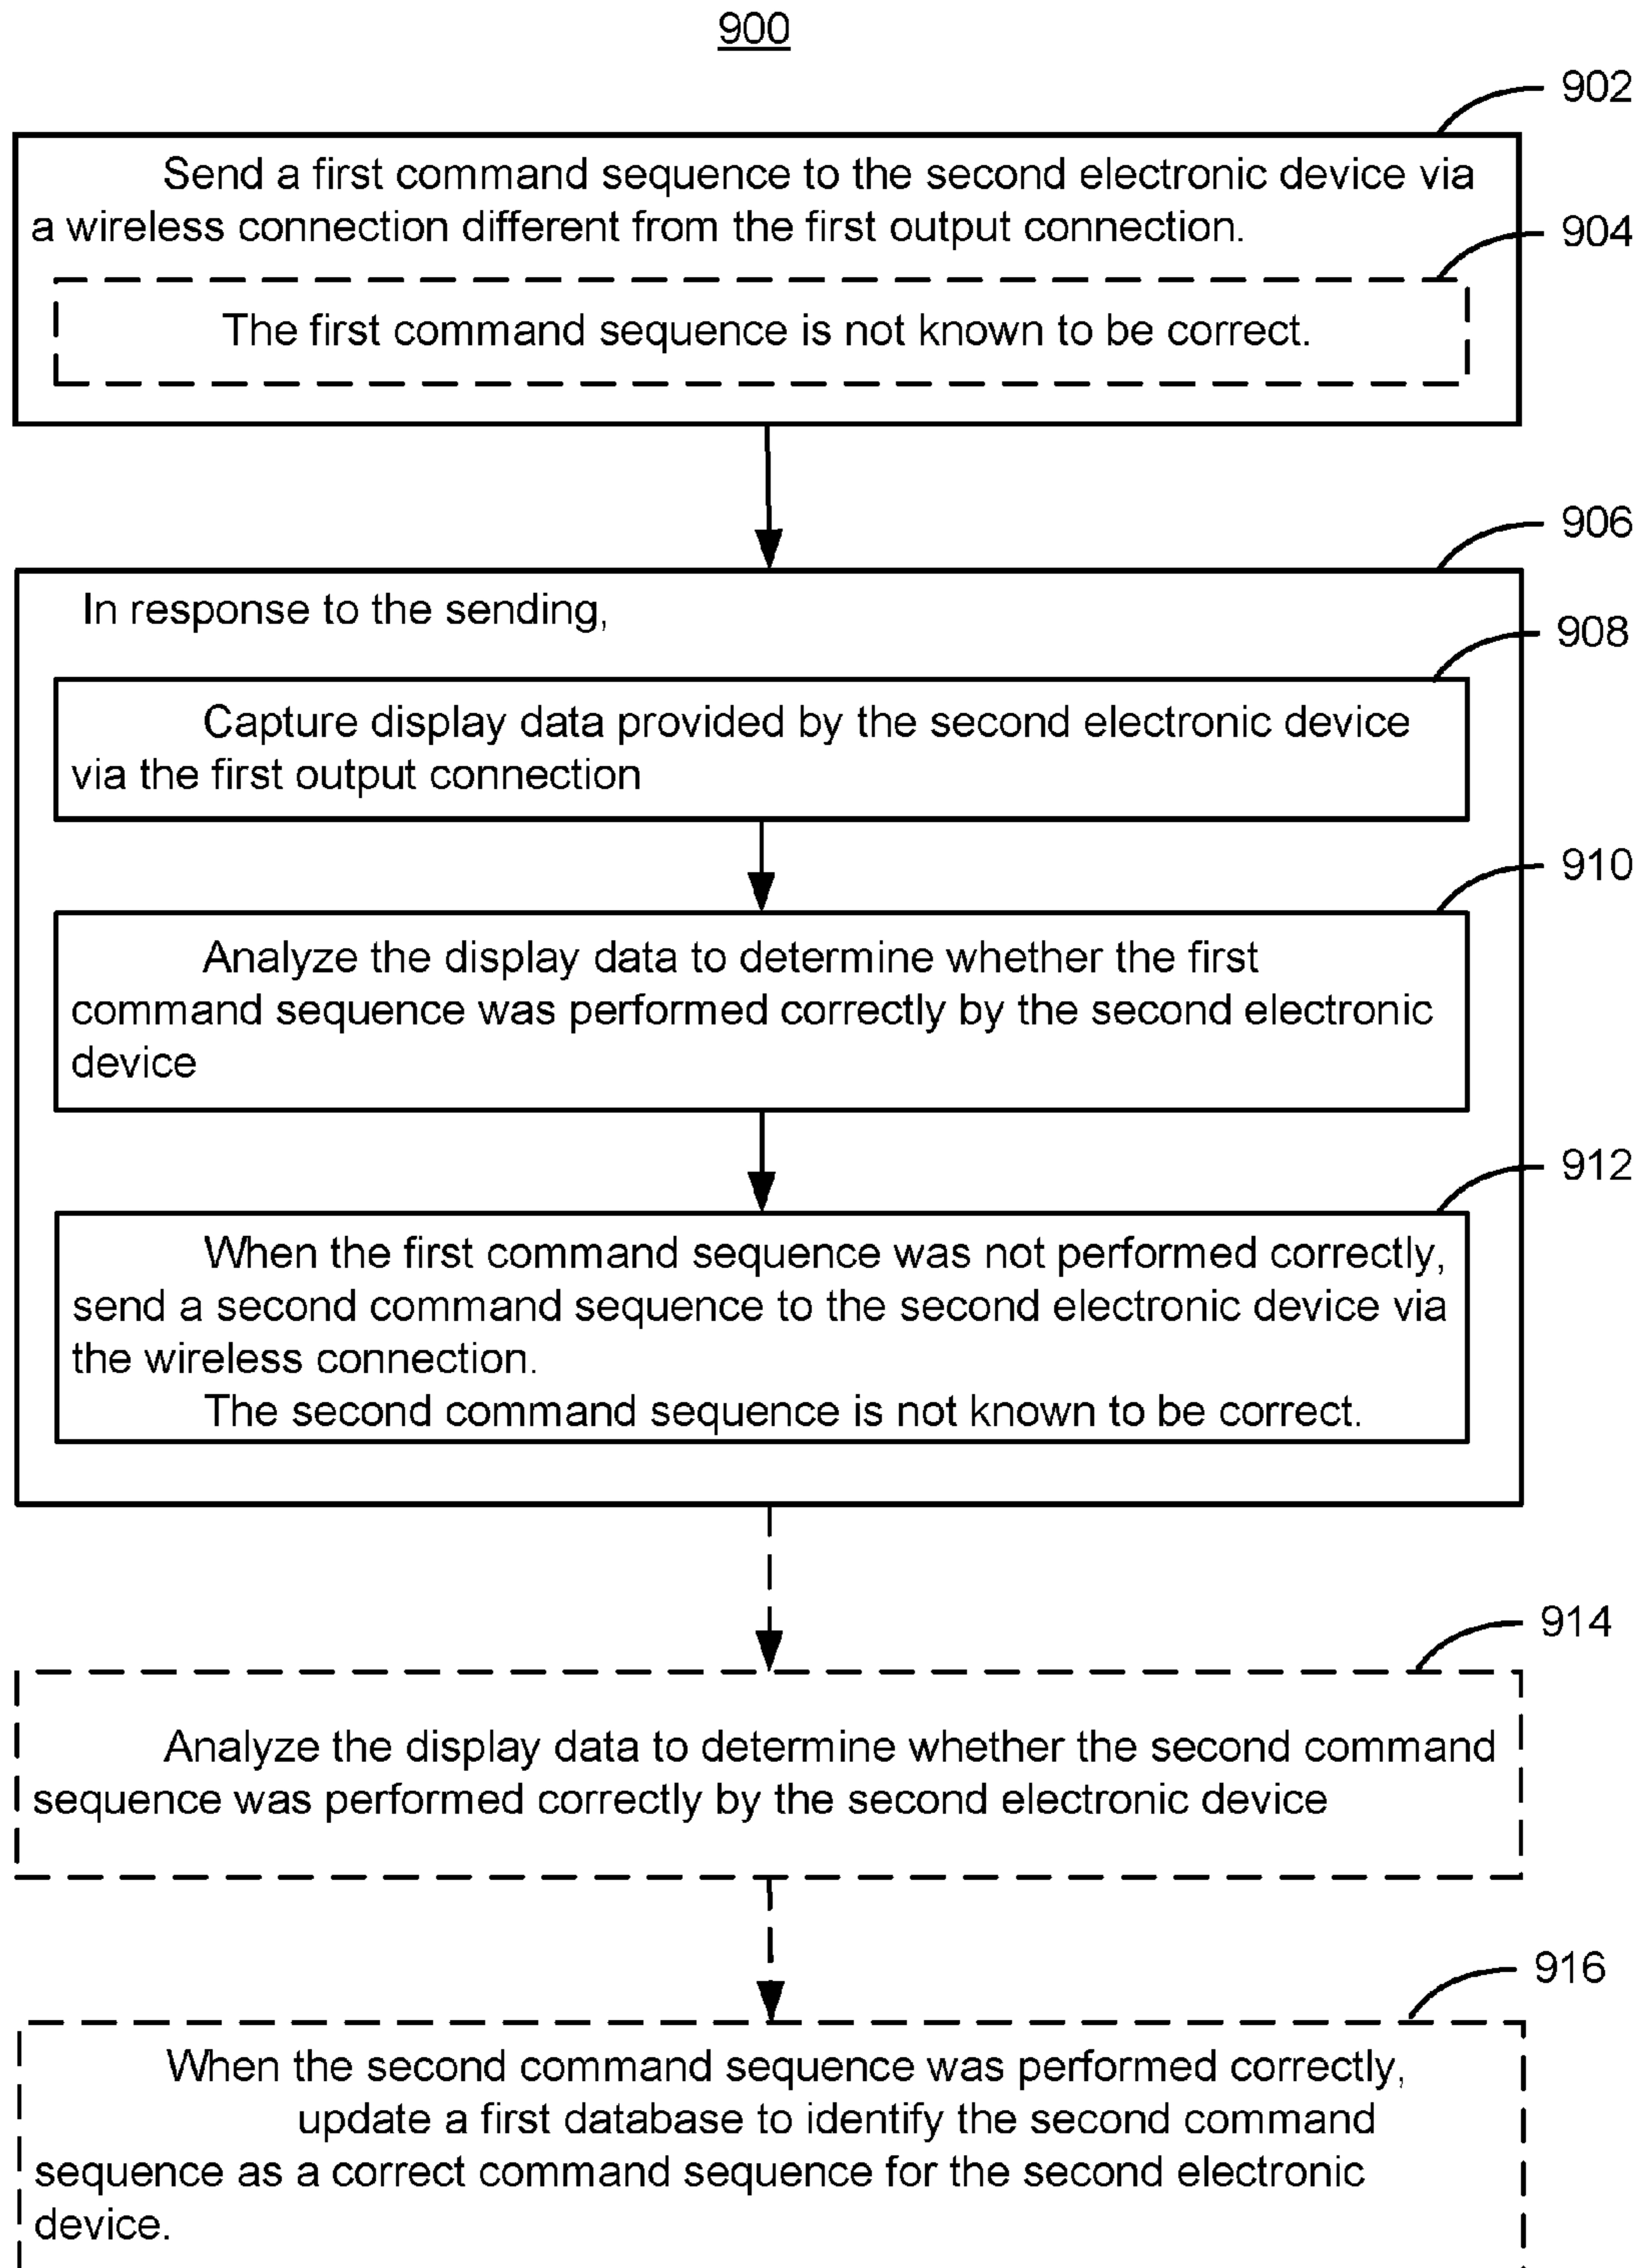 900
902
Send a first command sequence to the second electronic device via
a wireless connection different from the first output connection.
904
The first command sequence is not known to be correct.
906
In response to the sending,
908
Capture display data provided by the second electronic device
via the first output connection
910
Analyze the display data to determine whether the first
command sequence was performed correctly by the second electronic
device
912
When the first command sequence was not performed correctly,
send a second command sequence to the second electronic device via
the wireless connection.
The second command sequence is not known to be correct.
914
Analyze the display data to determine whether the second command
sequence was performed correctly by the second electronic device
916
When the second command sequence was performed correctly,
update a first database to identify the second command
sequence as a correct command sequence for the second electronic
device.